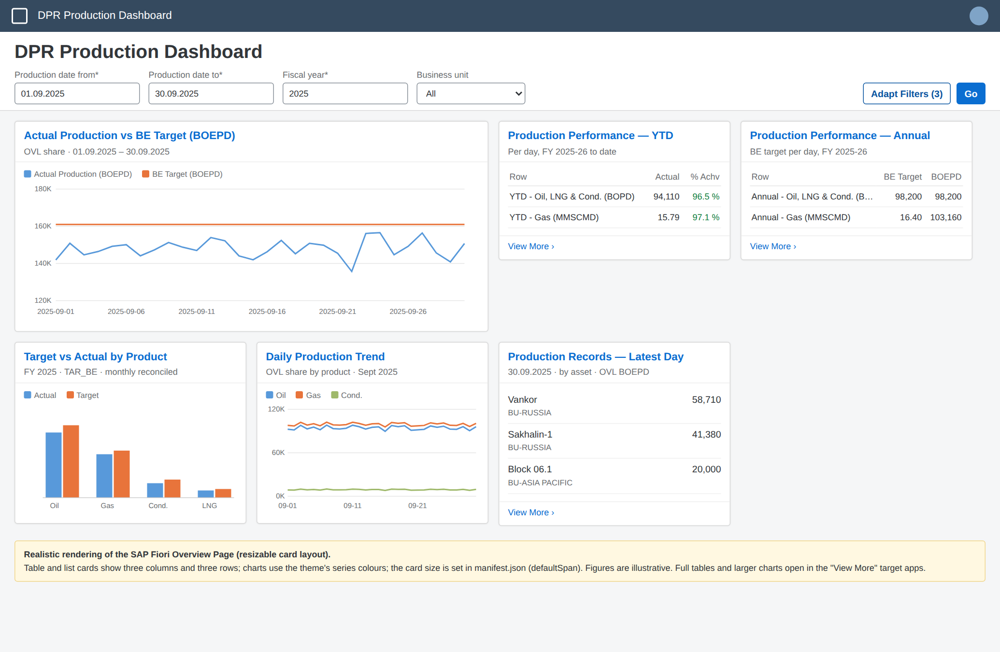 DPR Production Dashboard
DPR Production Dashboard
Production date from* Production date to* Fiscal year* Business unit
01.09.2025 30.09.2025 2025 All Adapt Filters (3) Go
Actual Production vs BE Target (BOEPD)
OVL share · 01.09.2025 – 30.09.2025
Actual Production (BOEPD) BE Target (BOEPD)
180K
160K
140K
120K
2025-09-01 2025-09-06 2025-09-11 2025-09-16 2025-09-21 2025-09-26
Production Performance — YTD
Per day, FY 2025-26 to date
Row Actual % Achv
YTD - Oil, LNG & Cond. (BOPD) 94,110 96.5 %
YTD - Gas (MMSCMD) 15.79 97.1 %
View More ›
Production Performance — Annual
BE target per day, FY 2025-26
Row BE Target BOEPD
Annual - Oil, LNG & Cond. (B… 98,200 98,200
Annual - Gas (MMSCMD) 16.40 103,160
View More ›
Target vs Actual by Product
FY 2025 · TAR_BE · monthly reconciled
Actual Target
Oil Gas Cond. LNG
Daily Production Trend
OVL share by product · Sept 2025
Oil Gas Cond.
120K
60K
0K
09-01 09-11 09-21
Production Records — Latest Day
30.09.2025 · by asset · OVL BOEPD
Vankor 58,710
BU-RUSSIA
Sakhalin-1 41,380
BU-RUSSIA
Block 06.1 20,000
BU-ASIA PACIFIC
View More ›
Realistic rendering of the SAP Fiori Overview Page (resizable card layout).
Table and list cards show three columns and three rows; charts use the theme's series colours; the card size is set in manifest.json (defaultSpan). Figures are illustrative. Full tables and larger charts open in the "View More" target apps.